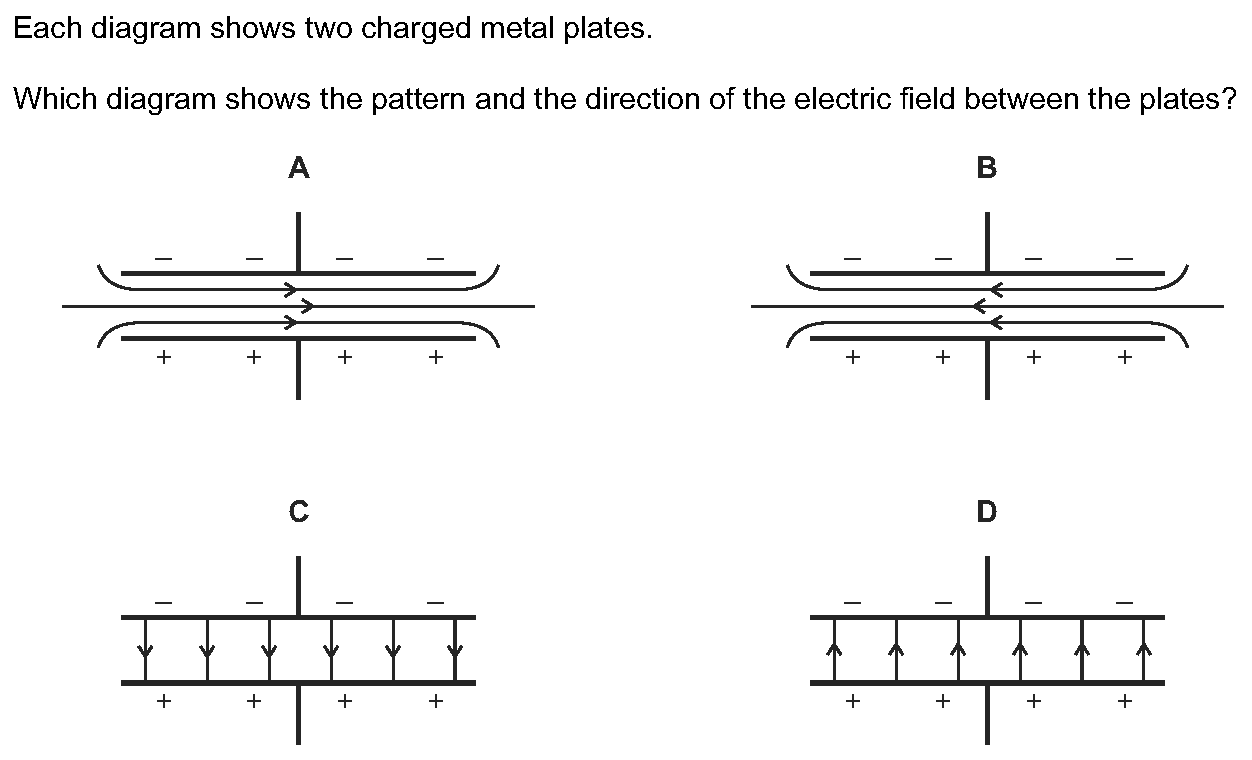 Each diagram shows two charged metal plates.
Which diagram shows the pattern and the direction of the electric field between the plates?
A
B
– – – –
– – – –
+ + + +
+ + + +
C
D
– – – –
– – – –
+ + + +
+ + + +